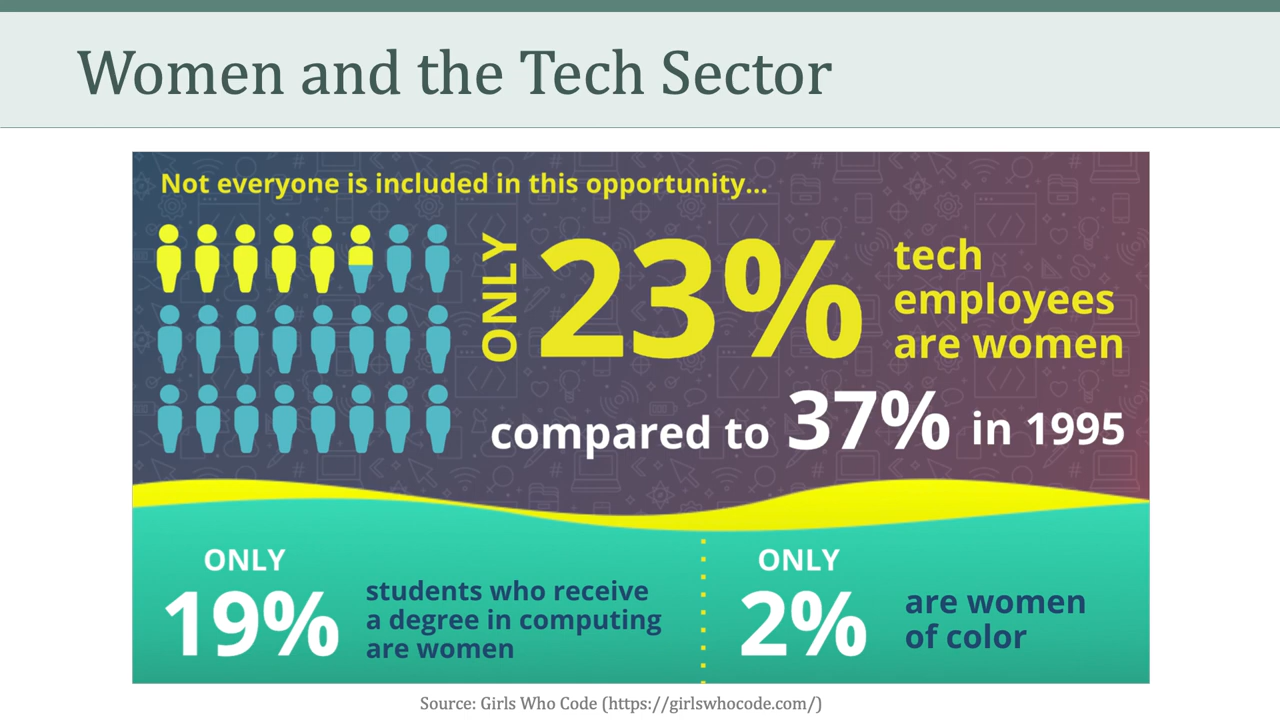 Women and the Tech Sector
Not everyone is included in this opportunity...
ONLY
23%
tech
employees
are women
compared to 37% in 1995
ONLY
19%
students who receive
a degree in computing
are women
ONLY
2%
are women
of color
Source: Girls Who Code (https://girlswhocode.com/)